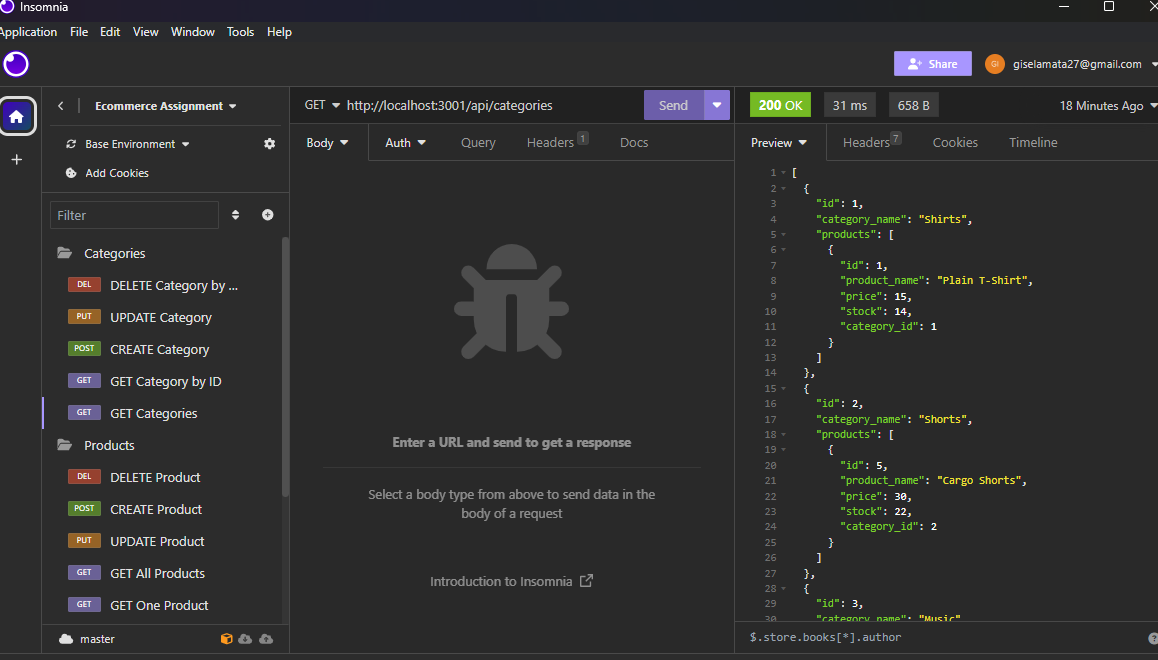 Insomnia
Application File Edit View Window Tools Help
Share
GI
giselamata27@gmail.com
Ecommerce Assignment
Base Environment
Add Cookies
Filter
Categories
DEL DELETE Category by ...
PUT UPDATE Category
POST CREATE Category
GET GET Category by ID
GET GET Categories
Products
DEL DELETE Product
POST CREATE Product
PUT UPDATE Product
GET GET All Products
GET GET One Product
master
GET http://localhost:3001/api/categories
Send
Body Auth Query Headers 1 Docs
Enter a URL and send to get a response
Select a body type from above to send data in the
body of a request
Introduction to Insomnia
200 OK 31 ms 658 B 18 Minutes Ago
Preview Headers 7 Cookies Timeline
1 [
2 {
3 "id": 1,
4 "category_name": "Shirts",
5 "products": [
6 {
7 "id": 1,
8 "product_name": "Plain T-Shirt",
9 "price": 15,
10 "stock": 14,
11 "category_id": 1
12 }
13 ]
14 },
15 {
16 "id": 2,
17 "category_name": "Shorts",
18 "products": [
19 {
20 "id": 5,
21 "product_name": "Cargo Shorts",
22 "price": 30,
23 "stock": 22,
24 "category_id": 2
25 }
26 ]
27 },
28 {
29 "id": 3,
30 "category_name": "Music"
$.store.books[*].author
?